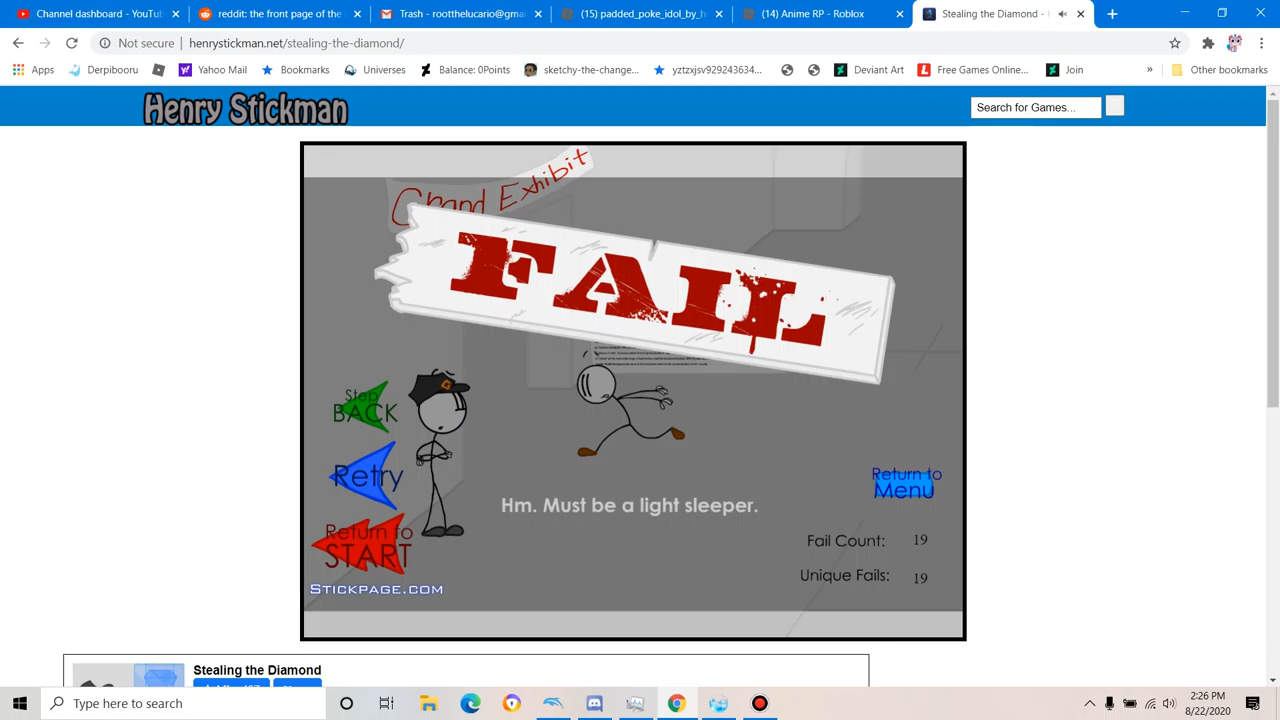 Channel dashboard - YouTub
reddit: the front page of the
Trash - rootthelucario@gma
(15) padded_poke_idol_by_h
(14) Anime RP - Roblox
Stealing the Diamond -
Not secure
henrystickman.net/stealing-the-diamond/
Apps
Derpibooru
Yahoo Mail
Bookmarks
Universes
Balance: 0Points
sketchy-the-change...
yztzxjsv929243634...
Deviant Art
Free Games Online...
Join
»
Other bookmarks
Henry Stickman
Search for Games...
Grand Exhibit
FAIL
Step
BACK
Retry
Return to
START
Hm. Must be a light sleeper.
Return to
Menu
Fail Count: 19
Unique Fails: 19
STICKPAGE.COM
Stealing the Diamond
Type here to search
2:26 PM
8/22/2020